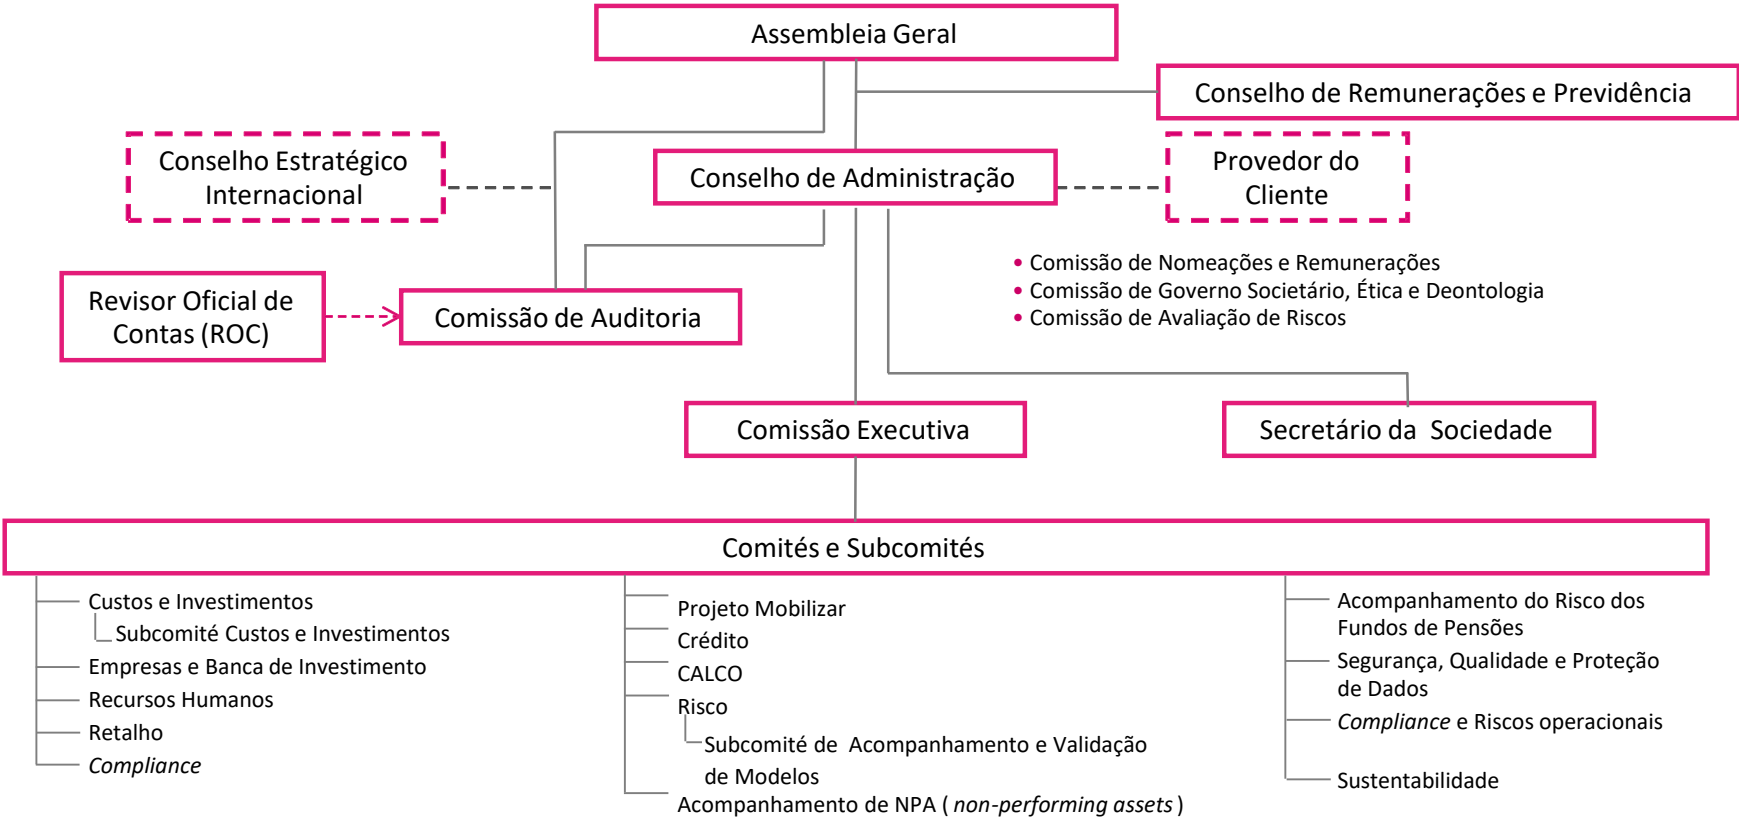 Assembleia Geral
Conselho de Remunerações e Previdência
Conselho Estratégico
Internacional
Conselho de Administração
Provedor do
Cliente
• Comissão de Nomeações e Remunerações
• Comissão de Governo Societário, Ética e Deontologia
• Comissão de Avaliação de Riscos
Revisor Oficial de
Contas (ROC)
Comissão de Auditoria
Comissão Executiva
Secretário da Sociedade
Comités e Subcomités
Custos e Investimentos
Subcomité Custos e Investimentos
Empresas e Banca de Investimento
Recursos Humanos
Retalho
Compliance
Projeto Mobilizar
Crédito
CALCO
Risco
Subcomité de Acompanhamento e Validação
de Modelos
Acompanhamento de NPA ( non-performing assets )
Acompanhamento do Risco dos
Fundos de Pensões
Segurança, Qualidade e Proteção
de Dados
Compliance e Riscos operacionais
Sustentabilidade